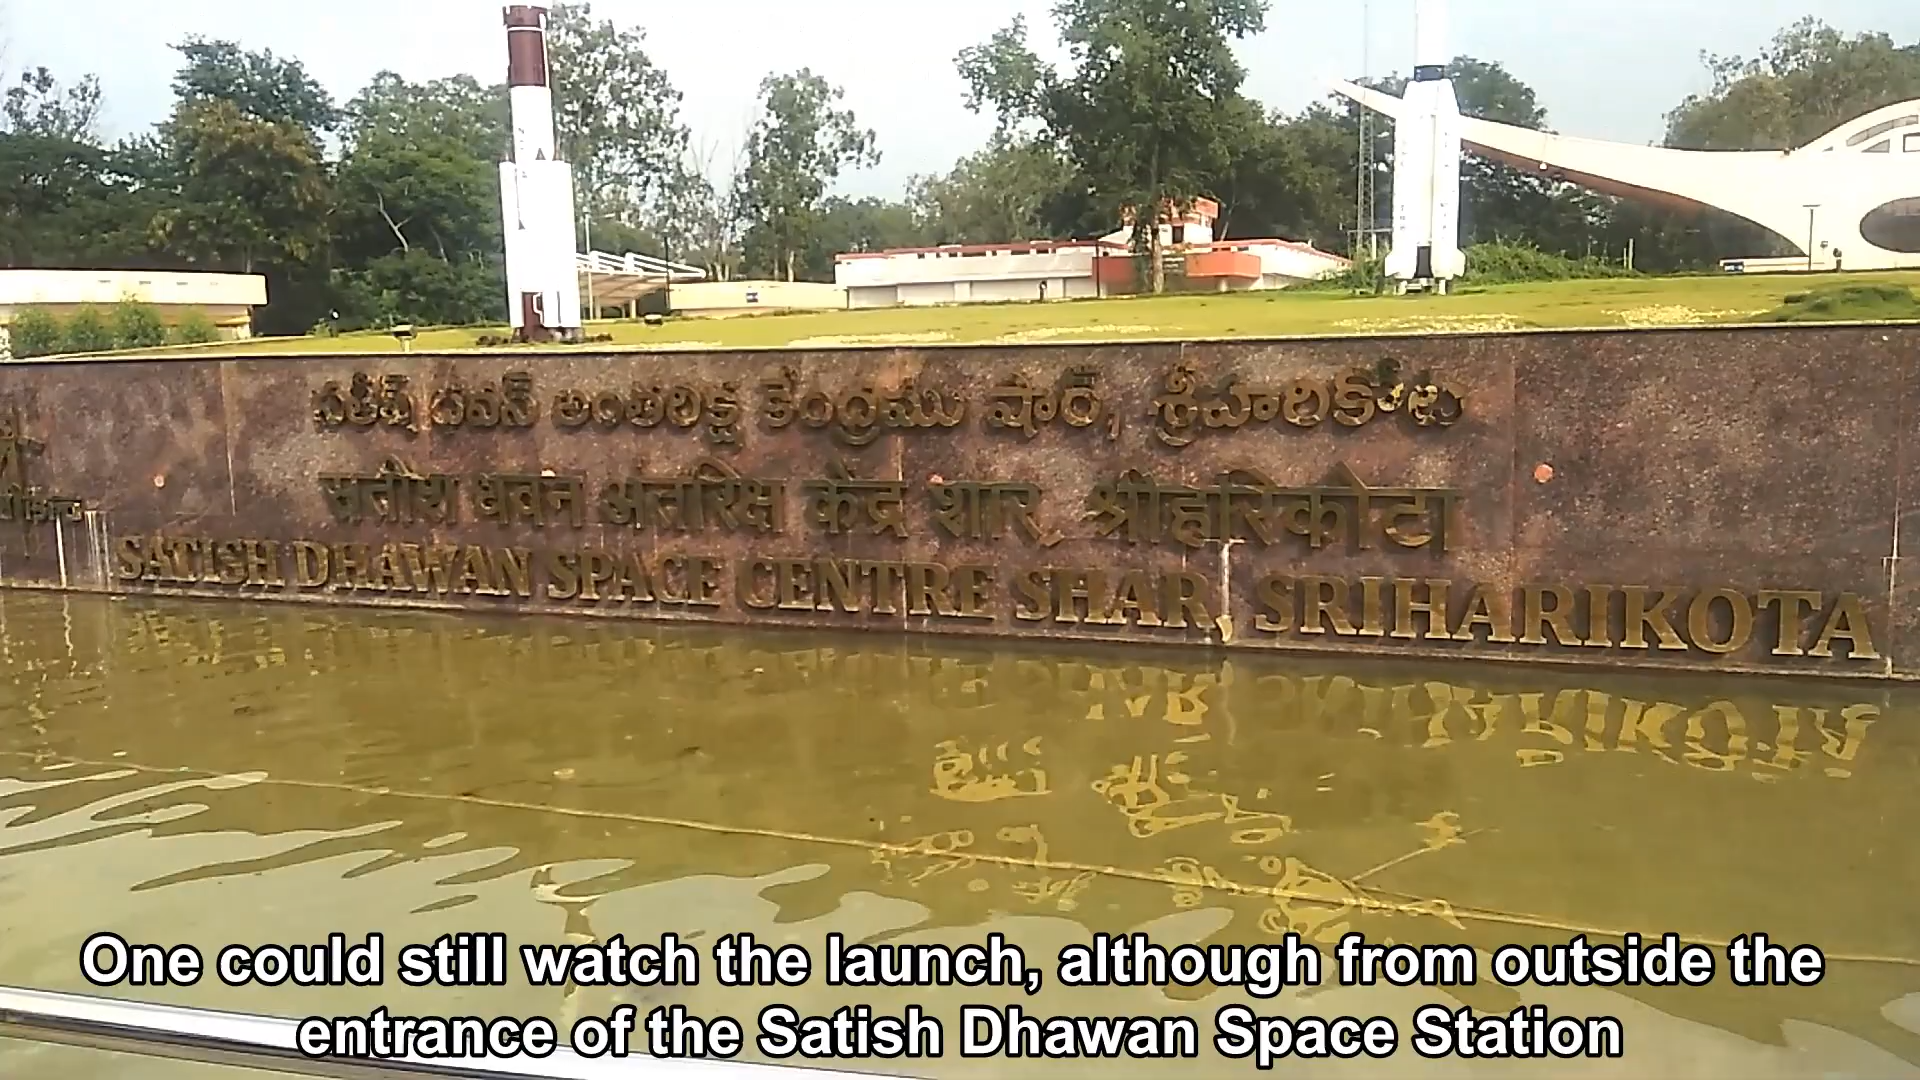 సతీష్ ధవన్ అంతరిక్ష కేంద్రము షార్, శ్రీహరికోట
सतीश धवन अंतरिक्ष केंद्र शार, श्रीहरिकोटा
SATISH DHAWAN SPACE CENTRE SHAR, SRIHARIKOTA
One could still watch the launch, although from outside the
entrance of the Satish Dhawan Space Station